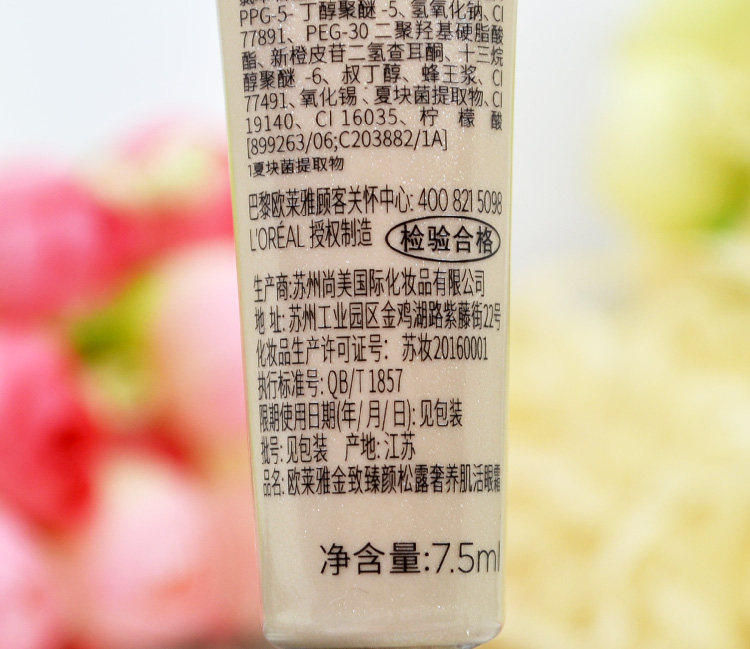 PPG-5- 丁醇聚醚 -5、氢氧化钠、CI
77891、PEG-30 二聚羟基硬脂酸
酯、新橙皮苷二氢查耳酮、十三烷
醇聚醚 -6、叔丁醇、蜂王浆、CI
77491、氧化锡、夏块菌提取物、CI
19140、CI 16035、柠檬酸
[899263/06;C203882/1A]
1夏块菌提取物
巴黎欧莱雅顾客关怀中心: 400 821 5098
L'ORÉAL 授权制造 检验合格
生产商:苏州尚美国际化妆品有限公司
地 址: 苏州工业园区金鸡湖路紫藤街22号
化妆品生产许可证号: 苏妆20160001
执行标准号: QB/T 1857
限期使用日期(年/月/日): 见包装
批号: 见包装 产地: 江苏
品名: 欧莱雅金致臻颜松露奢养肌活眼霜
净含量:7.5ml